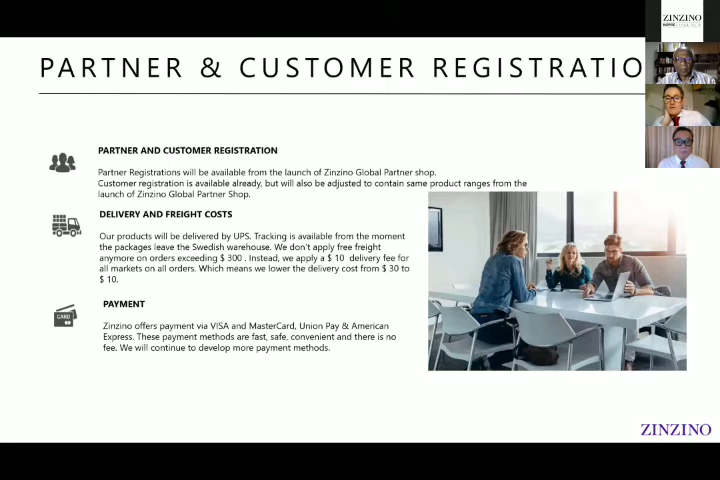 ZINZINO
PARTNER & CUSTOMER REGISTRATIO
PARTNER AND CUSTOMER REGISTRATION
Partner Registrations will be available from the launch of Zinzino Global Partner shop.
Customer registration is available already, but will also be adjusted to contain same product ranges from the
launch of Zinzino Global Partner Shop.
DELIVERY AND FREIGHT COSTS
Our products will be delivered by UPS. Tracking is available from the moment
the packages leave the Swedish warehouse. We don't apply free freight
anymore on orders exceeding $ 300 . Instead, we apply a $ 10 delivery fee for
all markets on all orders. Which means we lower the delivery cost from $ 30 to
$ 10.
CARD
PAYMENT
Zinzino offers payment via VISA and MasterCard, Union Pay & American
Express. These payment methods are fast, safe, convenient and there is no
fee. We will continue to develop more payment methods.
ZINZINO